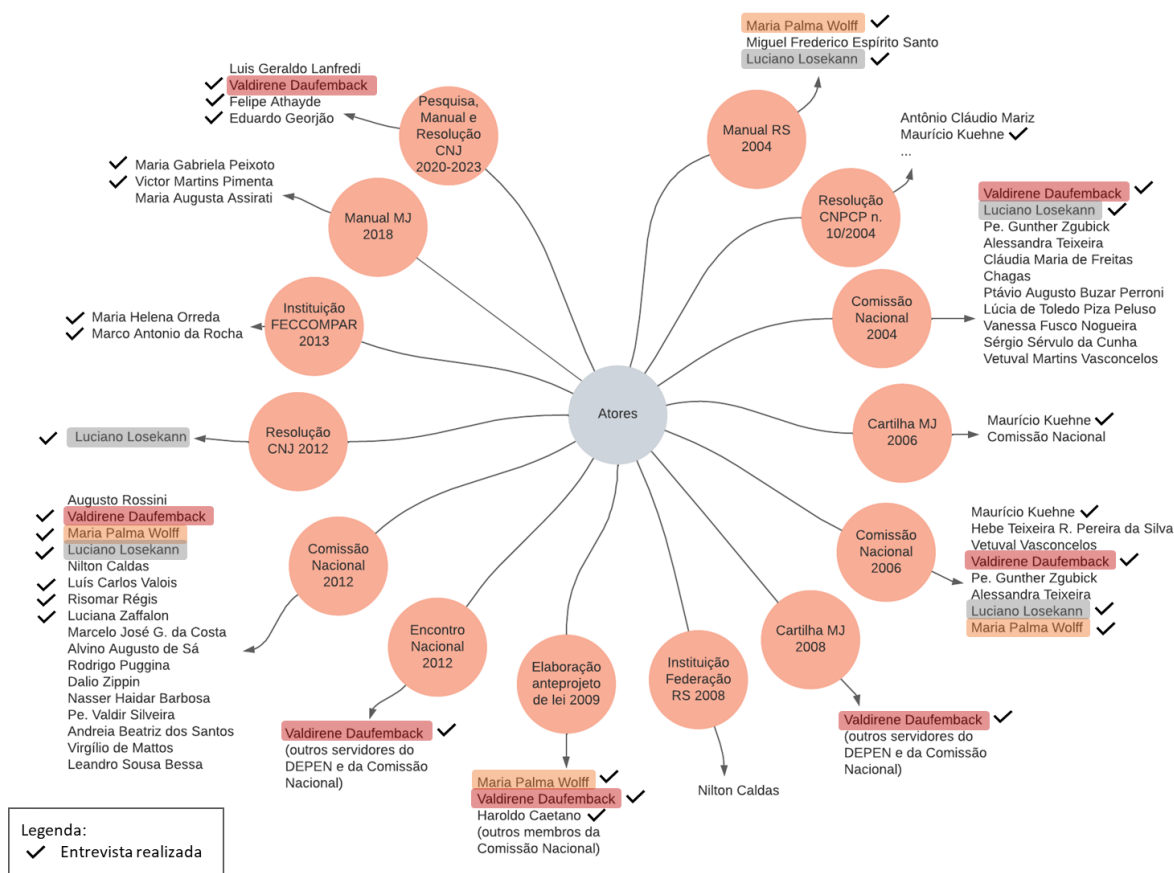 Maria Palma Wolff
Miguel Frederico Espírito Santo
Luciano Losekann
Manual RS
2004
Luis Geraldo Lanfredi
Valdirene Daufemback
Felipe Athayde
Eduardo Georjão
Pesquisa,
Manual e
Resolução
CNJ
2020-2023
Antônio Cláudio Mariz
Maurício Kuehne
...
Resolução
CNPCP n.
10/2004
Maria Gabriela Peixoto
Victor Martins Pimenta
Maria Augusta Assirati
Manual MJ
2018
Valdirene Daufemback
Luciano Losekann
Pe. Gunther Zgubick
Alessandra Teixeira
Cláudia Maria de Freitas
Chagas
Ptávio Augusto Buzar Perroni
Lúcia de Toledo Piza Peluso
Vanessa Fusco Nogueira
Sérgio Sérvulo da Cunha
Vetuval Martins Vasconcelos
Comissão
Nacional
2004
Maria Helena Orreda
Marco Antonio da Rocha
Instituição
FECCOMPAR
2013
Atores
Cartilha MJ
2006
Maurício Kuehne
Comissão Nacional
Luciano Losekann
Resolução
CNJ 2012
Augusto Rossini
Valdirene Daufemback
Maria Palma Wolff
Luciano Losekann
Nilton Caldas
Luís Carlos Valois
Risomar Régis
Luciana Zaffalon
Marcelo José G. da Costa
Alvino Augusto de Sá
Rodrigo Puggina
Dalio Zippin
Nasser Haidar Barbosa
Pe. Valdir Silveira
Andreia Beatriz dos Santos
Virgílio de Mattos
Leandro Sousa Bessa
Comissão
Nacional
2012
Comissão
Nacional
2006
Maurício Kuehne
Hebe Teixeira R. Pereira da Silva
Vetuval Vasconcelos
Valdirene Daufemback
Pe. Gunther Zgubick
Alessandra Teixeira
Luciano Losekann
Maria Palma Wolff
Encontro
Nacional
2012
Valdirene Daufemback
(outros servidores do
DEPEN e da Comissão
Nacional)
Elaboração
anteprojeto
de lei 2009
Maria Palma Wolff
Valdirene Daufemback
Haroldo Caetano
(outros membros da
Comissão Nacional)
Instituição
Federação
RS 2008
Nilton Caldas
Cartilha MJ
2008
Valdirene Daufemback
(outros servidores do
DEPEN e da Comissão
Nacional)
Legenda:
Entrevista realizada